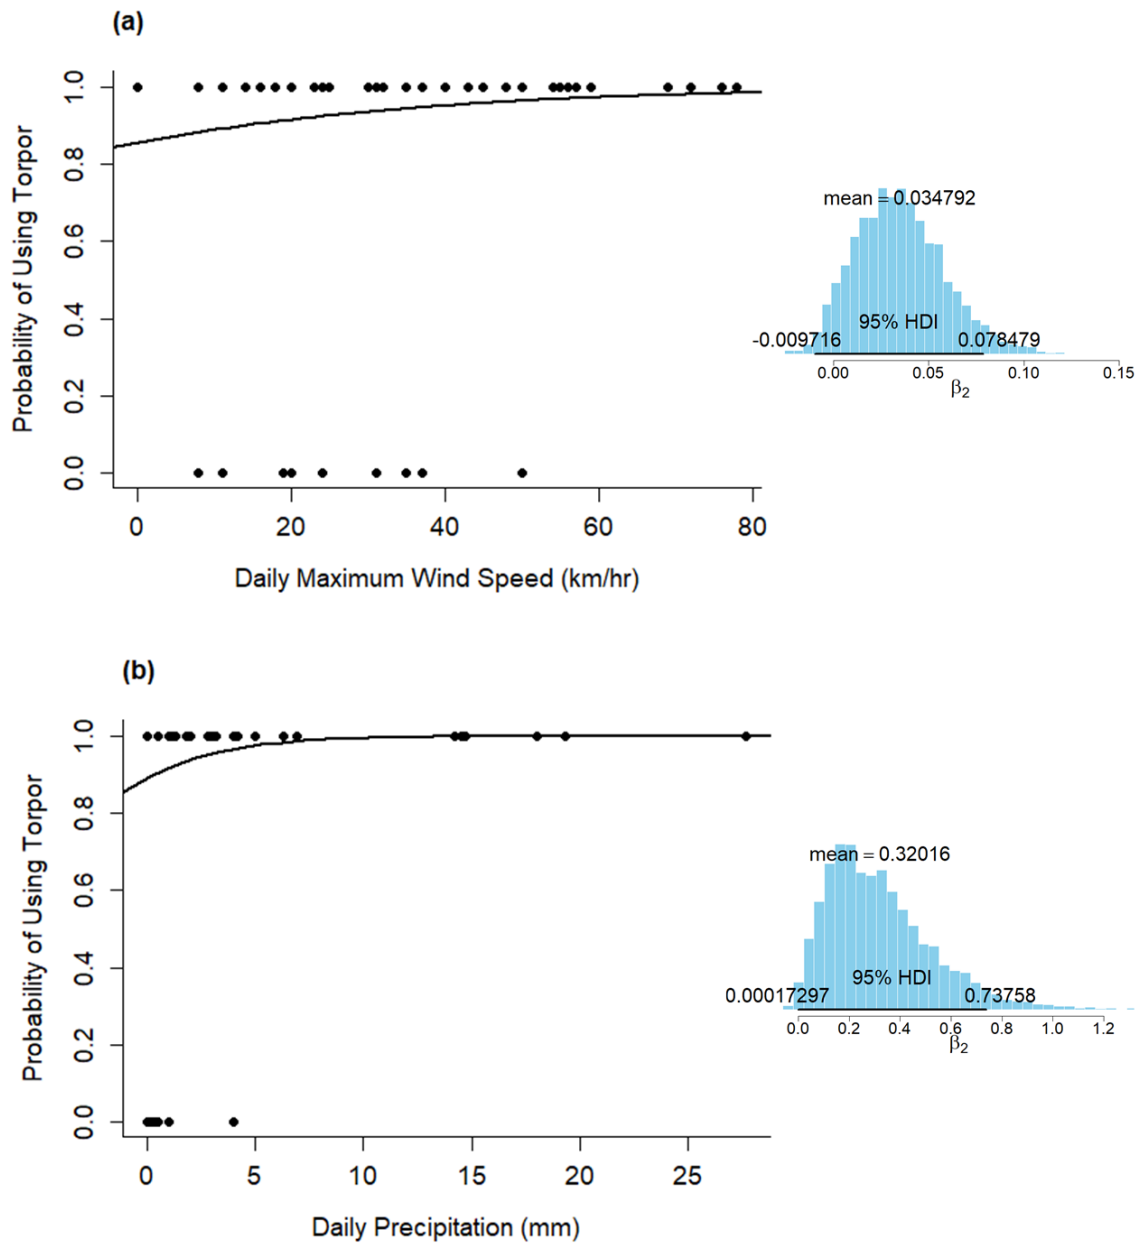 (a)
Probability of Using Torpor
1.0
0.8
0.6
0.4
0.2
0.0
0 20 40 60 80
Daily Maximum Wind Speed (km/hr)
mean = 0.034792
95% HDI
-0.009716 0.078479
0.00 0.05 0.10 0.15
β2
(b)
Probability of Using Torpor
1.0
0.8
0.6
0.4
0.2
0.0
0 5 10 15 20 25
Daily Precipitation (mm)
mean = 0.32016
95% HDI
0.00017297 0.73758
0.0 0.2 0.4 0.6 0.8 1.0 1.2
β2